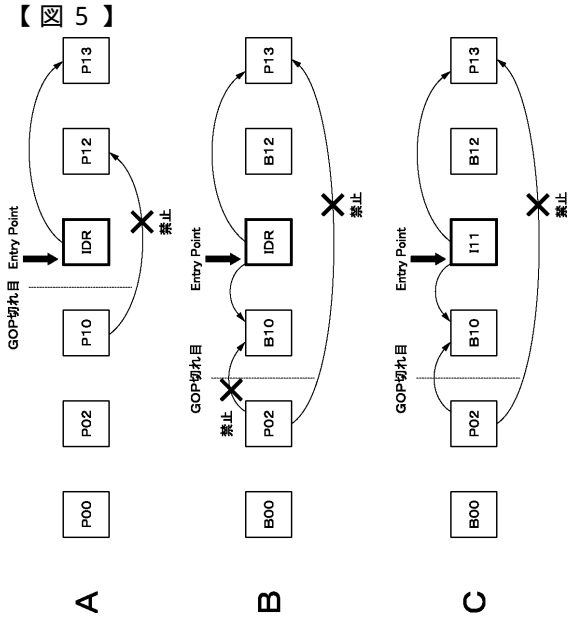 【図５】
A
P00
P02
P10
IDR
P12
P13
GOP切れ目
Entry Point
禁止
B
B00
P02
B10
IDR
B12
P13
GOP切れ目
Entry Point
禁止
禁止
C
B00
P02
B10
I11
B12
P13
GOP切れ目
Entry Point
禁止